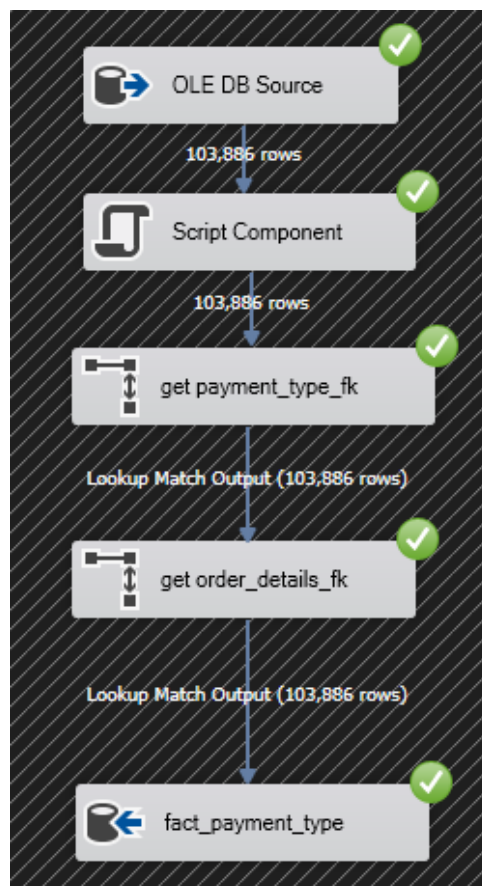 OLE DB Source
103,886 rows
Script Component
103,886 rows
get payment_type_fk
Lookup Match Output (103,886 rows)
get order_details_fk
Lookup Match Output (103,886 rows)
fact_payment_type